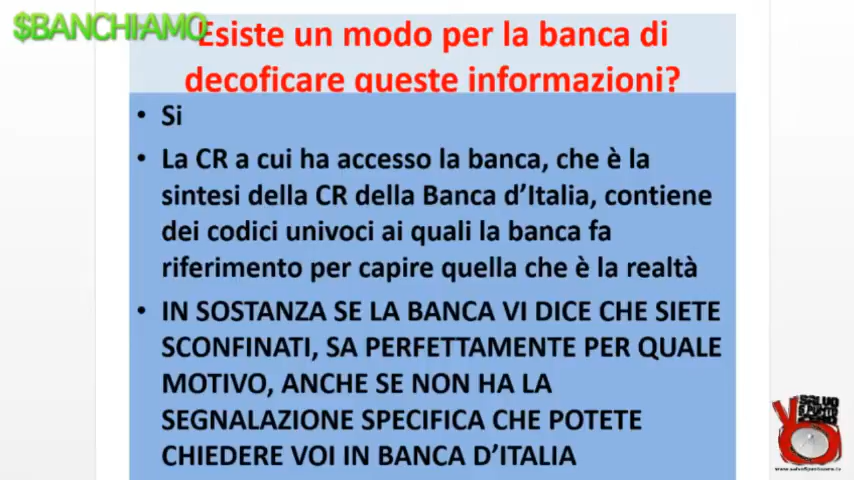 $BANCHIAMO
Esiste un modo per la banca di
decoficare queste informazioni?
• Si
• La CR a cui ha accesso la banca, che è la
sintesi della CR della Banca d'Italia, contiene
dei codici univoci ai quali la banca fa
riferimento per capire quella che è la realtà
• IN SOSTANZA SE LA BANCA VI DICE CHE SIETE
SCONFINATI, SA PERFETTAMENTE PER QUALE
MOTIVO, ANCHE SE NON HA LA
SEGNALAZIONE SPECIFICA CHE POTETE
CHIEDERE VOI IN BANCA D'ITALIA